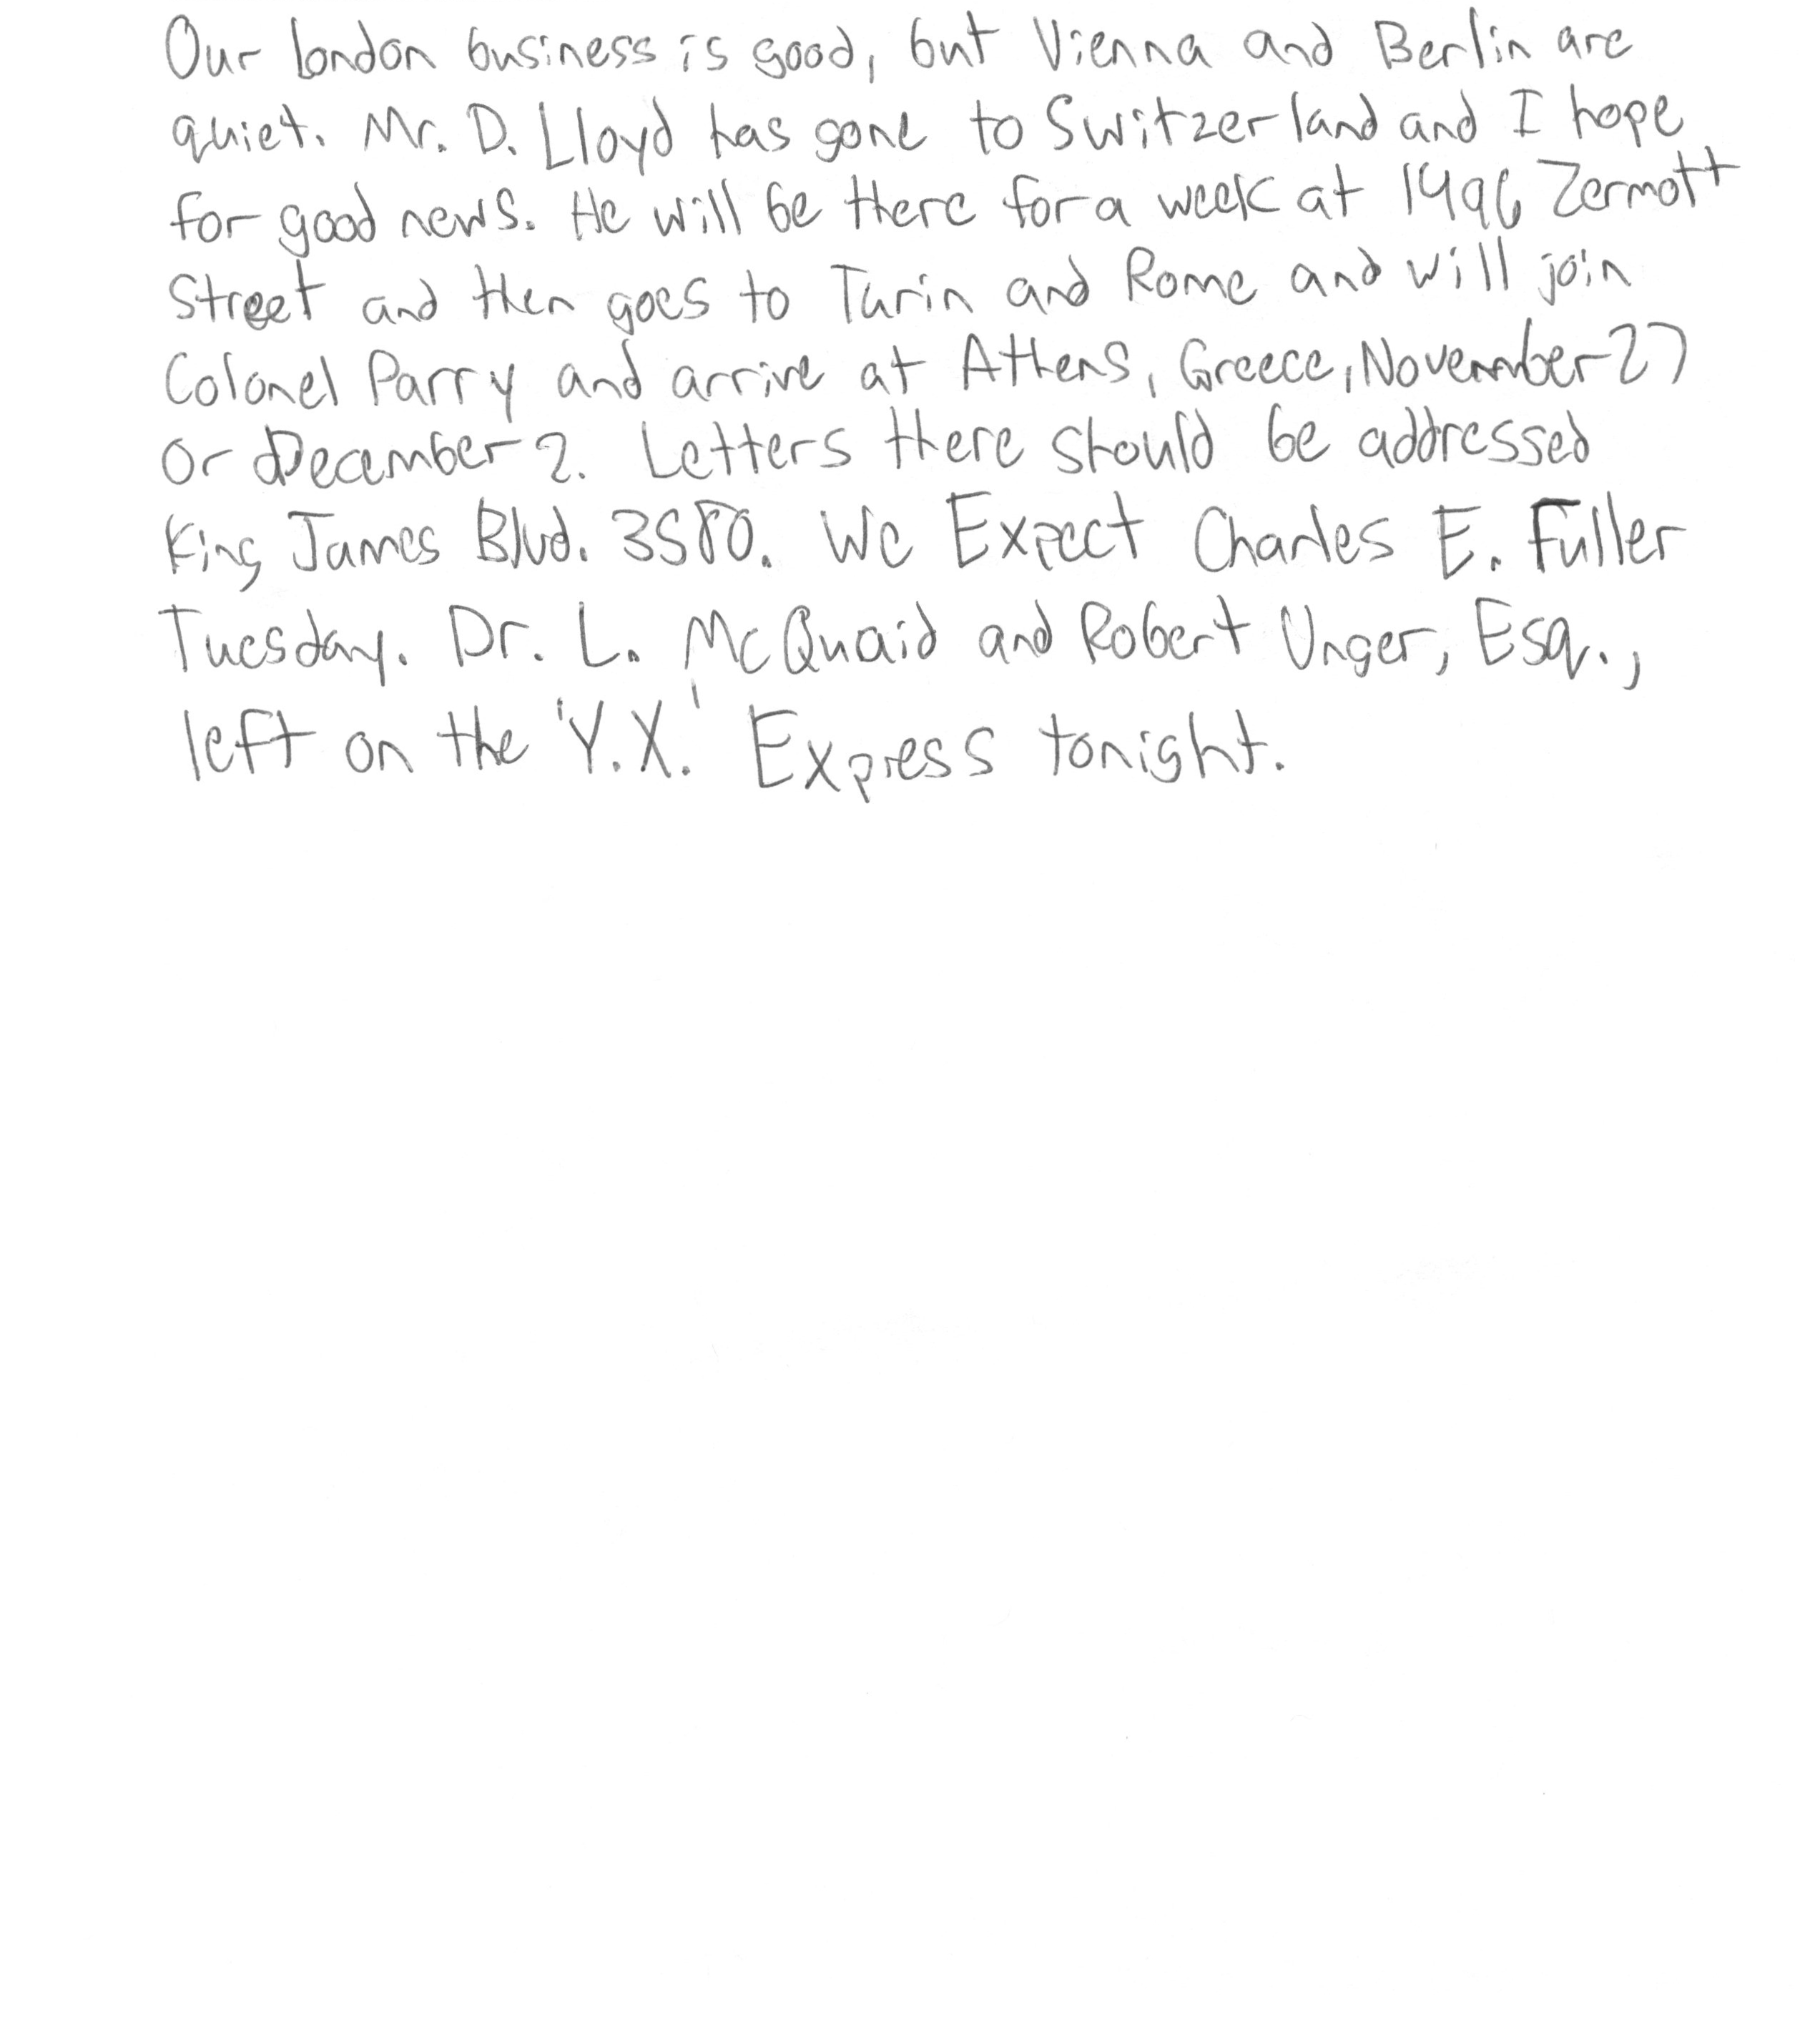 Our London business is good, but Vienna and Berlin are
quiet. Mr. D. Lloyd has gone to Switzerland and I hope
for good news. He will be there for a week at 1496 Zermott
Street and then goes to Turin and Rome and will join
Colonel Parry and arrive at Athens, Greece, November 27
or December 2. Letters there should be addressed
King James Blvd. 3580. We Expect Charles E. Fuller
Tuesday. Dr. L. McQuaid and Robert Unger, Esq.,
left on the 'Y.X.' Express tonight.